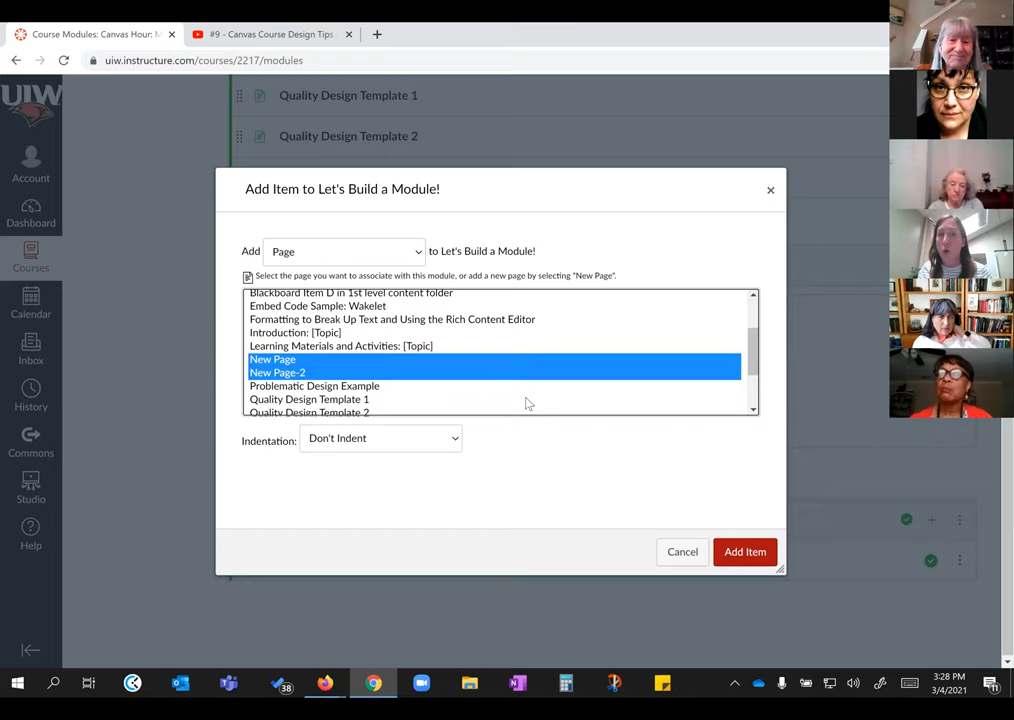 Course Modules: Canvas Hour: M
#9 - Canvas Course Design Tips
uiw.instructure.com/courses/2217/modules
UIW
Account
Dashboard
Courses
Calendar
Inbox
History
Commons
Studio
Help
Quality Design Template 1
Quality Design Template 2
Add Item to Let's Build a Module!
Add Page to Let's Build a Module!
Select the page you want to associate with this module, or add a new page by selecting "New Page".
Blackboard Item D in 1st level content folder
Embed Code Sample: Wakelet
Formatting to Break Up Text and Using the Rich Content Editor
Introduction: [Topic]
Learning Materials and Activities: [Topic]
New Page
New Page-2
Problematic Design Example
Quality Design Template 1
Quality Design Template 2
Indentation: Don't Indent
Cancel
Add Item
38
3:28 PM
3/4/2021
11